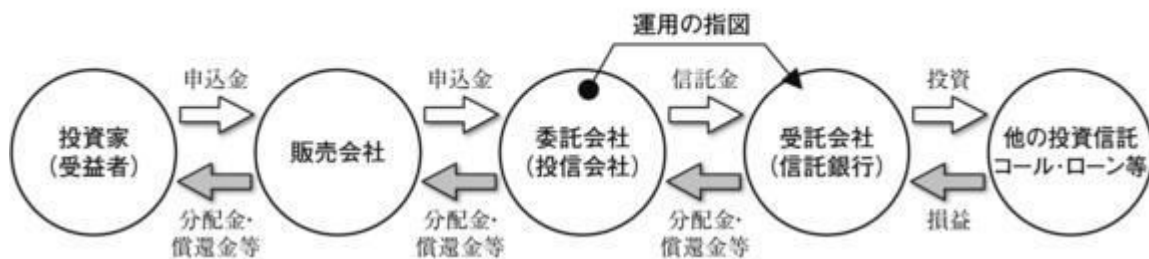 運用の指図
申込金
申込金
信託金
投資
投資家
(受益者)
販売会社
委託会社
(投信会社)
受託会社
(信託銀行)
他の投資信託
コール・ローン等
分配金・
償還金等
分配金・
償還金等
分配金・
償還金等
損益